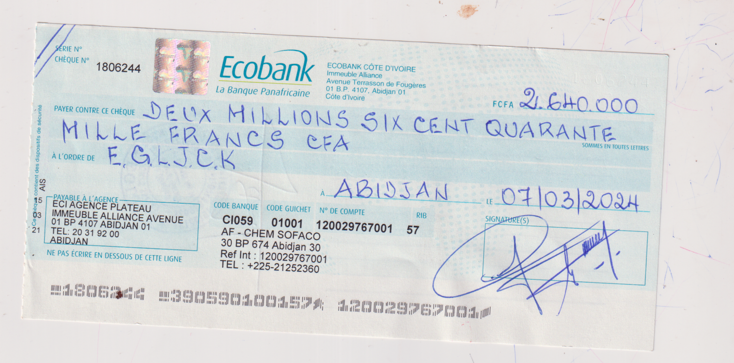 SERIE N°
CHÈQUE N° 1806244
Ecobank
La Banque Panafricaine
ECOBANK CÔTE D'IVOIRE
Immeuble Alliance
Avenue Terrasson de Fougeres
01 B.P. 4107, Abidjan 01
Côte d'Ivoire
FCFA 2.640.000
PAYER CONTRE CE CHÈQUE DEUX MILLIONS SIX CENT QUARANTE
MILLE FRANCS CFA
SOMMES EN TOUTES LETTRES
À L'ORDRE DE E.G.L.J.C.K
A ABIDJAN LE 07/03/2024
PAYABLE À L'AGENCE
ECI AGENCE PLATEAU
IMMEUBLE ALLIANCE AVENUE
01 BP 4107 ABIDJAN 01
TEL: 20 31 92 00
ABIDJAN
15 AIS
03
21
CODE BANQUE CODE GUICHET N° DE COMPTE RIB
CI059 01001 120029767001 57
AF - CHEM SOFACO
30 BP 674 Abidjan 30
Ref Int : 120029767001
TEL : +225-21252360
SIGNATURE(S)
NE PAS ÉCRIRE EN DESSOUS DE CETTE LIGNE
1806244 390590100157 120029767001